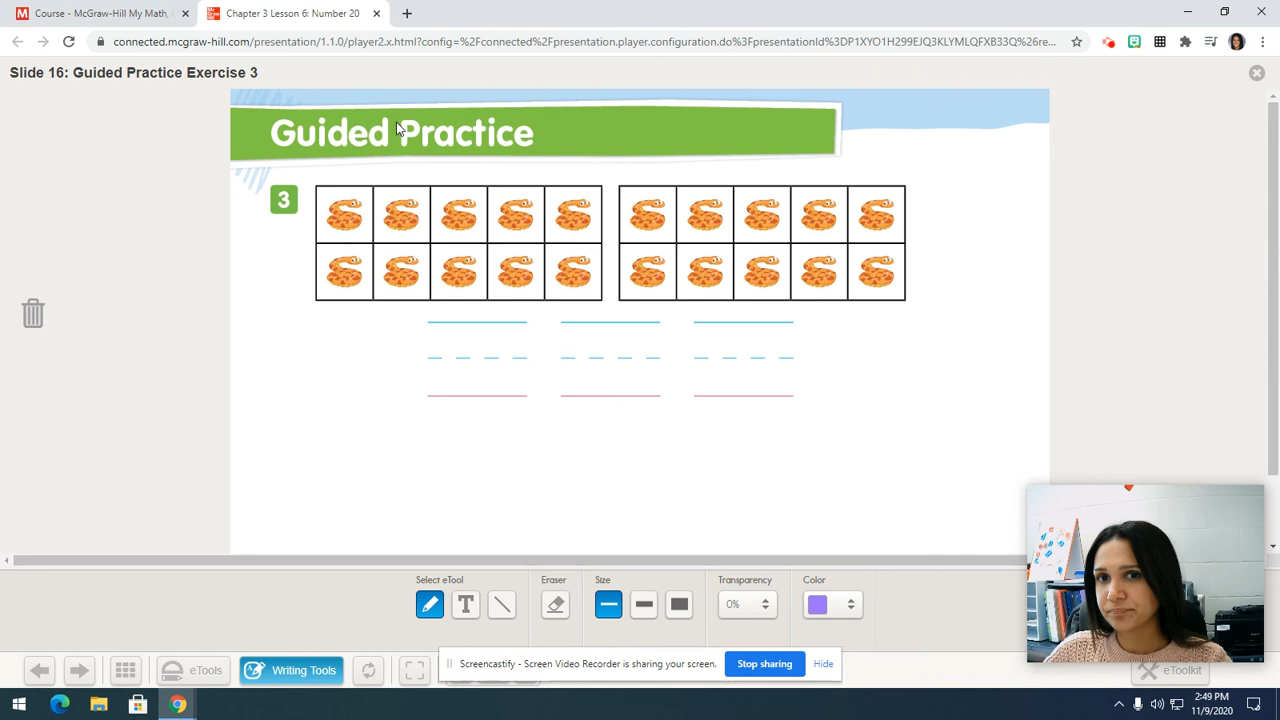 Course - McGraw-Hill My Math,
Chapter 3 Lesson 6: Number 20
connected.mcgraw-hill.com/presentation/1.1.0/player2.x.html?config=%2Fconnected%2Fpresentation.player.configuration.do%3FpresentationId%3DP1XYO1H299EJQ3KLYMLQFXB33Q%26re...
Slide 16: Guided Practice Exercise 3
Guided Practice
3
Select eTool
Eraser
Size
Transparency
Color
T
0%
eTools
Writing Tools
Screencastify - Screen Video Recorder is sharing your screen.
Stop sharing
Hide
eToolkit
2:49 PM
11/9/2020